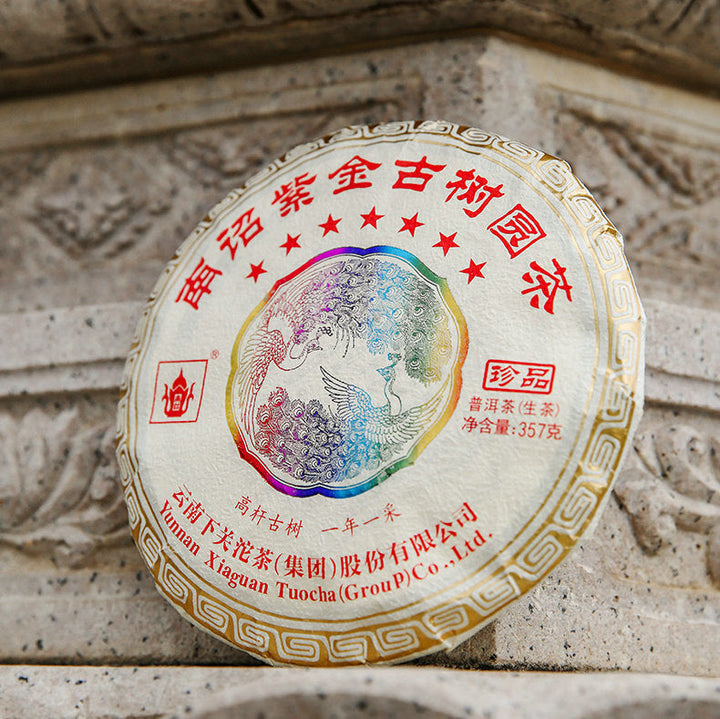 南诏紫金古树圆茶
®
珍品
普洱茶(生茶)
净含量:357克
高杆古树 一年一采
云南下关沱茶(集团)股份有限公司
Yunnan Xiaguan Tuocha(GrouP)Co.,Ltd.